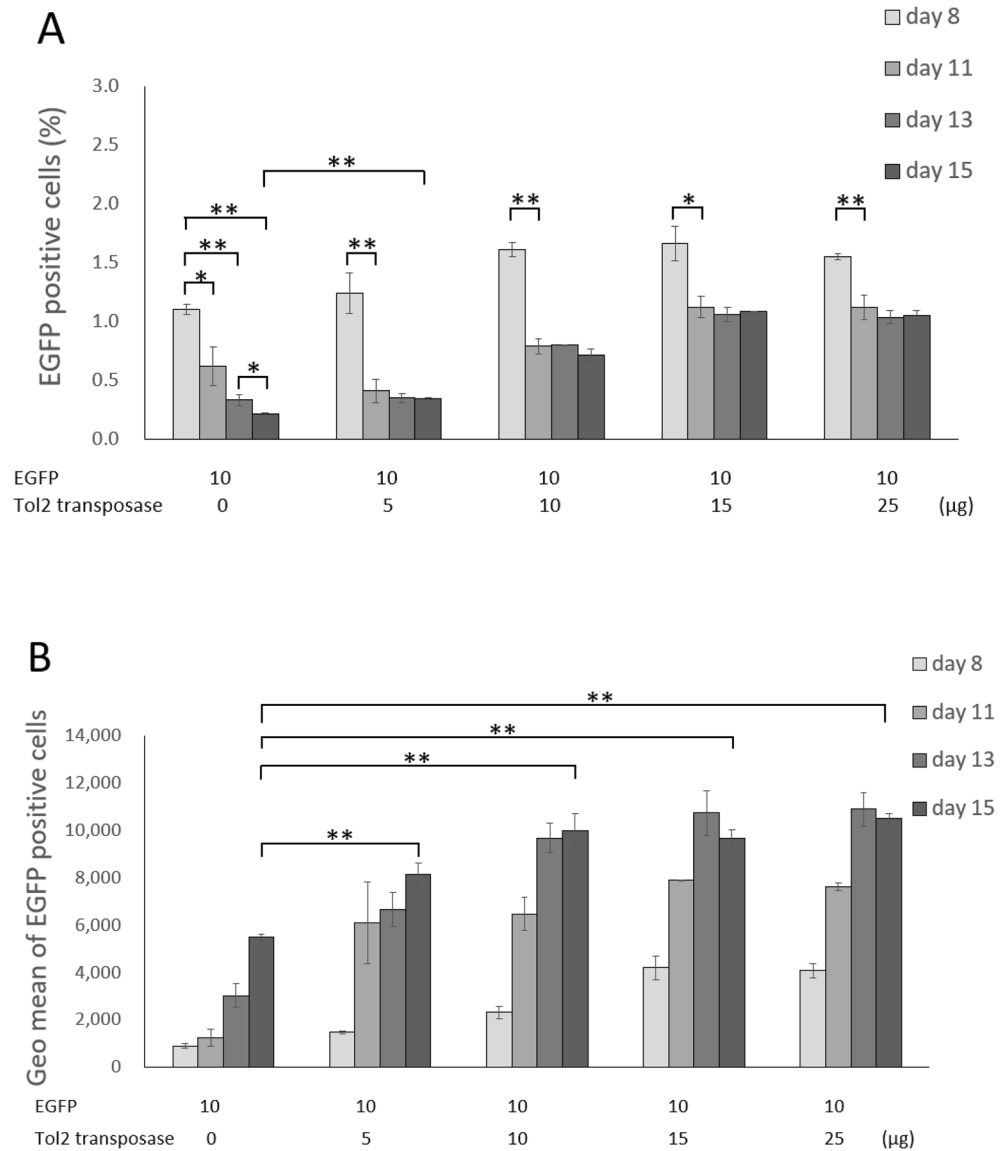 A
day 8
day 11
day 13
day 15
EGFP positive cells (%)
3.0
2.5
2.0
1.5
1.0
0.5
0.0
**
**
**
*
*
**
**
*
**
EGFP 10 10 10 10 10
Tol2 transposase 0 5 10 15 25 (µg)
B
day 8
day 11
day 13
day 15
Geo mean of EGFP positive cells
14,000
12,000
10,000
8,000
6,000
4,000
2,000
0
**
**
**
**
EGFP 10 10 10 10 10
Tol2 transposase 0 5 10 15 25 (µg)